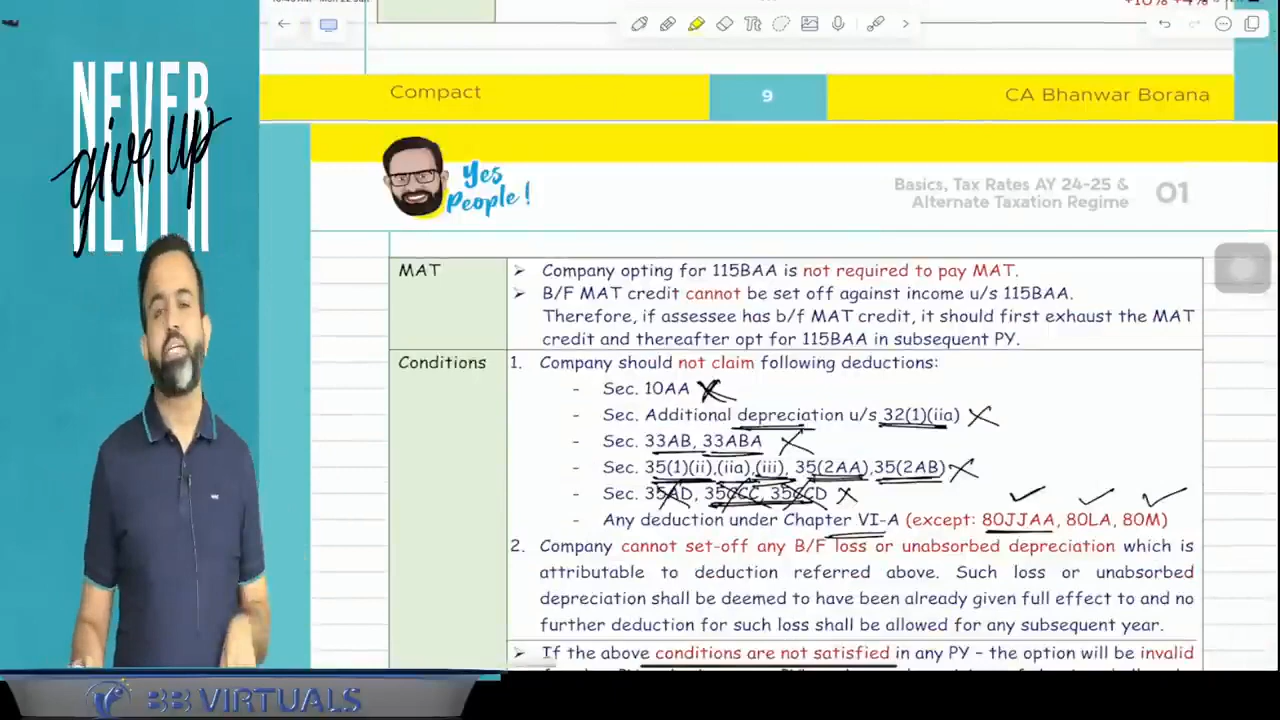 +10% +4%
Compact
9
CA Bhanwar Borana
NEVER
give up
NEVER
Yes
People!
Basics, Tax Rates AY 24-25 &
Alternate Taxation Regime
01
MAT
➢ Company opting for 115BAA is not required to pay MAT.
➢ B/F MAT credit cannot be set off against income u/s 115BAA.
Therefore, if assessee has b/f MAT credit, it should first exhaust the MAT
credit and thereafter opt for 115BAA in subsequent PY.
Conditions
1. Company should not claim following deductions:
- Sec. 10AA
- Sec. Additional depreciation u/s 32(1)(iia)
- Sec. 33AB, 33ABA
- Sec. 35(1)(ii),(iia),(iii), 35(2AA),35(2AB)
- Sec. 35AD, 35CCC, 35CCD
- Any deduction under Chapter VI-A (except: 80JJAA, 80LA, 80M)
2. Company cannot set-off any B/F loss or unabsorbed depreciation which is
attributable to deduction referred above. Such loss or unabsorbed
depreciation shall be deemed to have been already given full effect to and no
further deduction for such loss shall be allowed for any subsequent year.
➢ If the above conditions are not satisfied in any PY – the option will be invalid
BB VIRTUALS